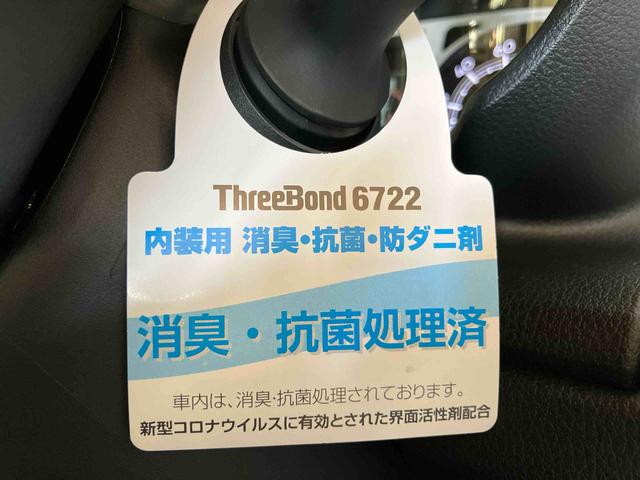 ThreeBond 6722
内装用 消臭・抗菌・防ダニ剤
消臭・抗菌処理済
車内は、消臭・抗菌処理されております。
新型コロナウイルスに有効とされた界面活性剤配合